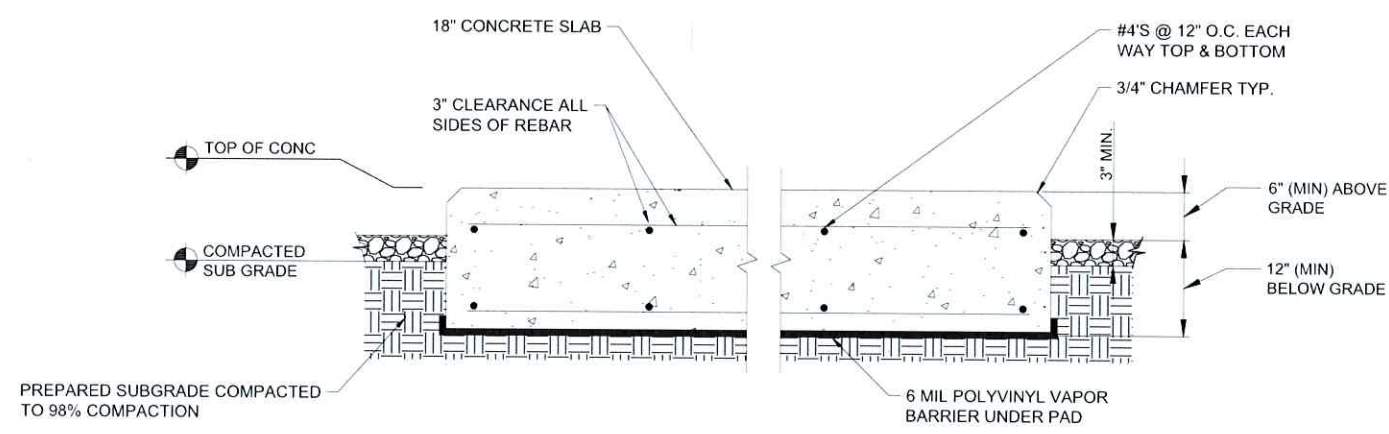 18" CONCRETE SLAB
#4'S @ 12" O.C. EACH
WAY TOP & BOTTOM
3/4" CHAMFER TYP.
3" CLEARANCE ALL
SIDES OF REBAR
TOP OF CONC
3" MIN.
6" (MIN) ABOVE
GRADE
COMPACTED
SUB GRADE
12" (MIN)
BELOW GRADE
PREPARED SUBGRADE COMPACTED
TO 98% COMPACTION
6 MIL POLYVINYL VAPOR
BARRIER UNDER PAD